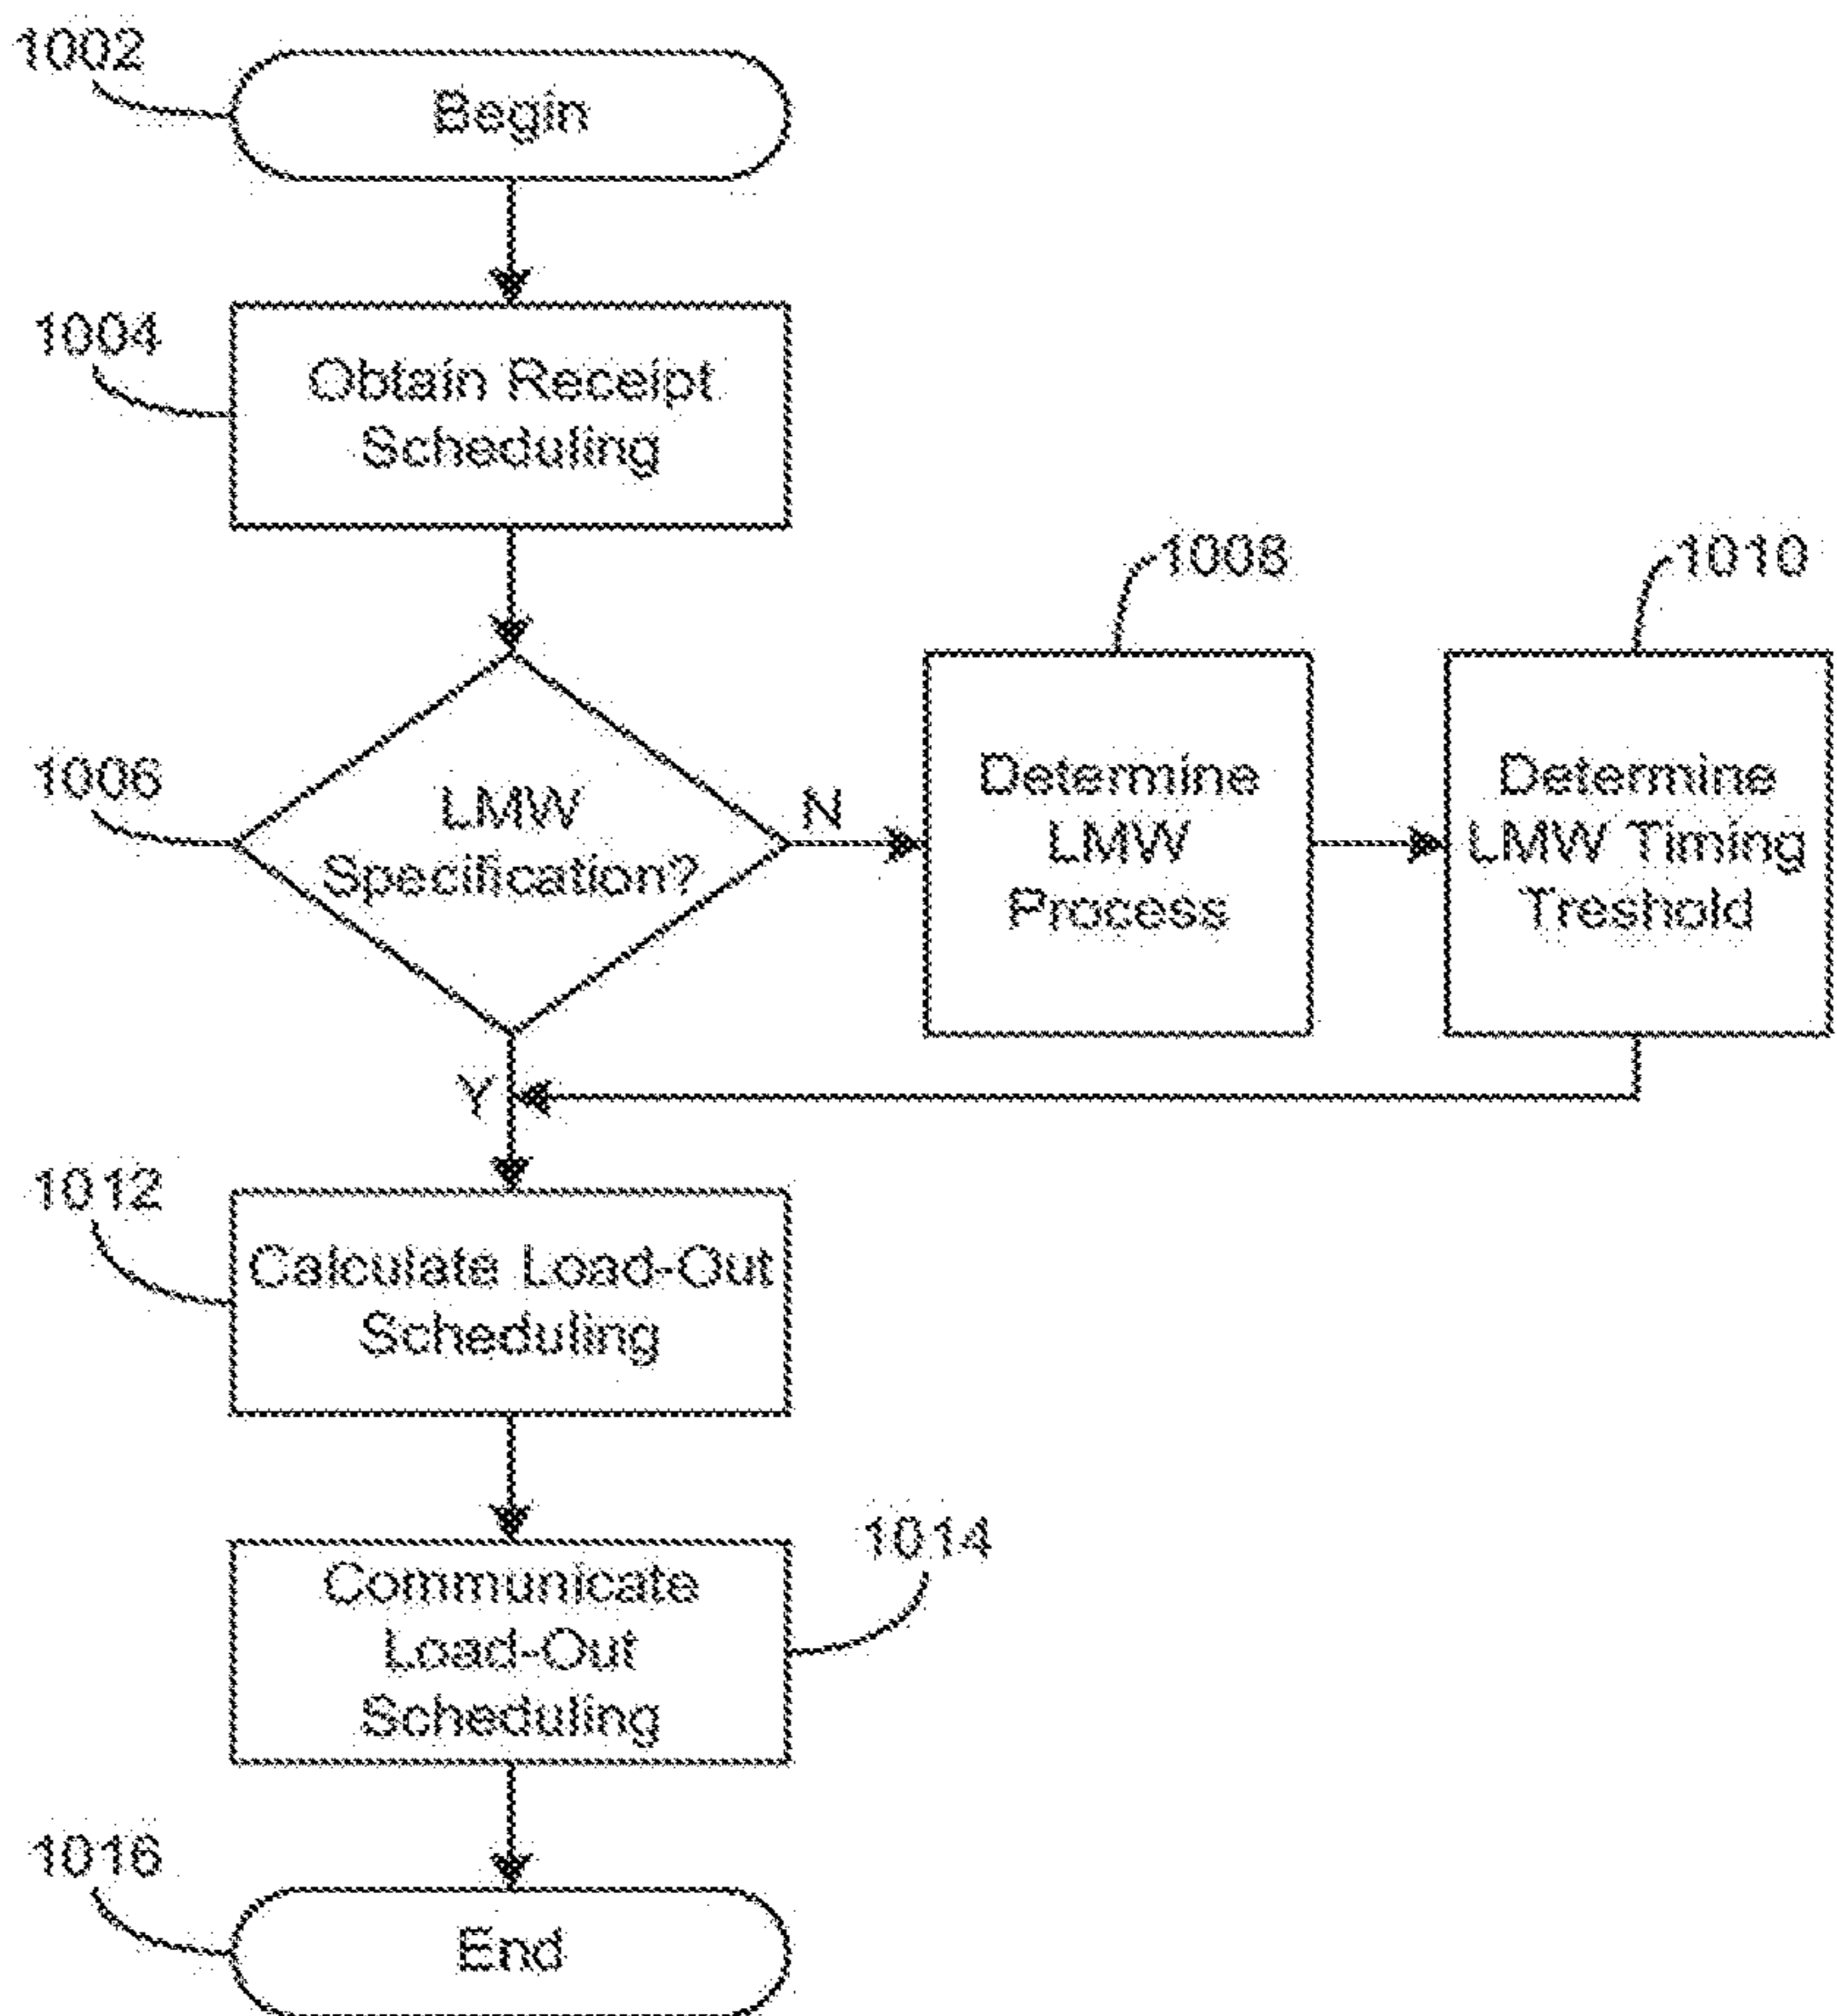 1002
Begin
1004
Obtain Receipt
Scheduling
1006
LMW
Specification?
N
Y
1008
Determine
LMW
Process
1010
Determine
LMW Timing
Treshold
1012
Calculate Load-Out
Scheduling
1014
Communicate
Load-Out
Scheduling
1016
End